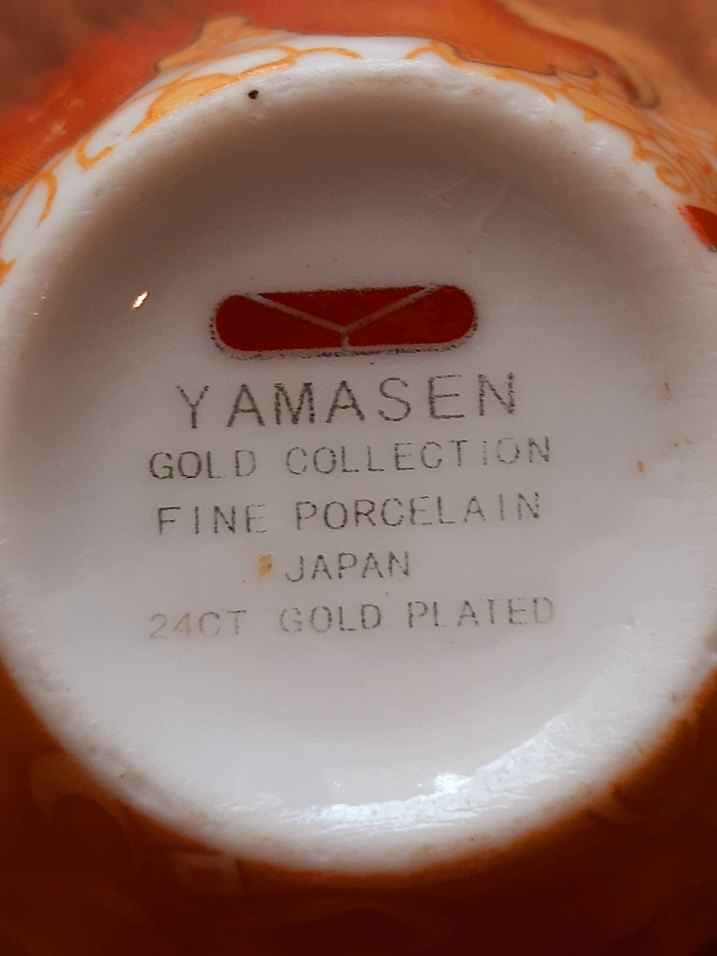 YAMASEN
GOLD COLLECTION
FINE PORCELAIN
JAPAN
24CT GOLD PLATED